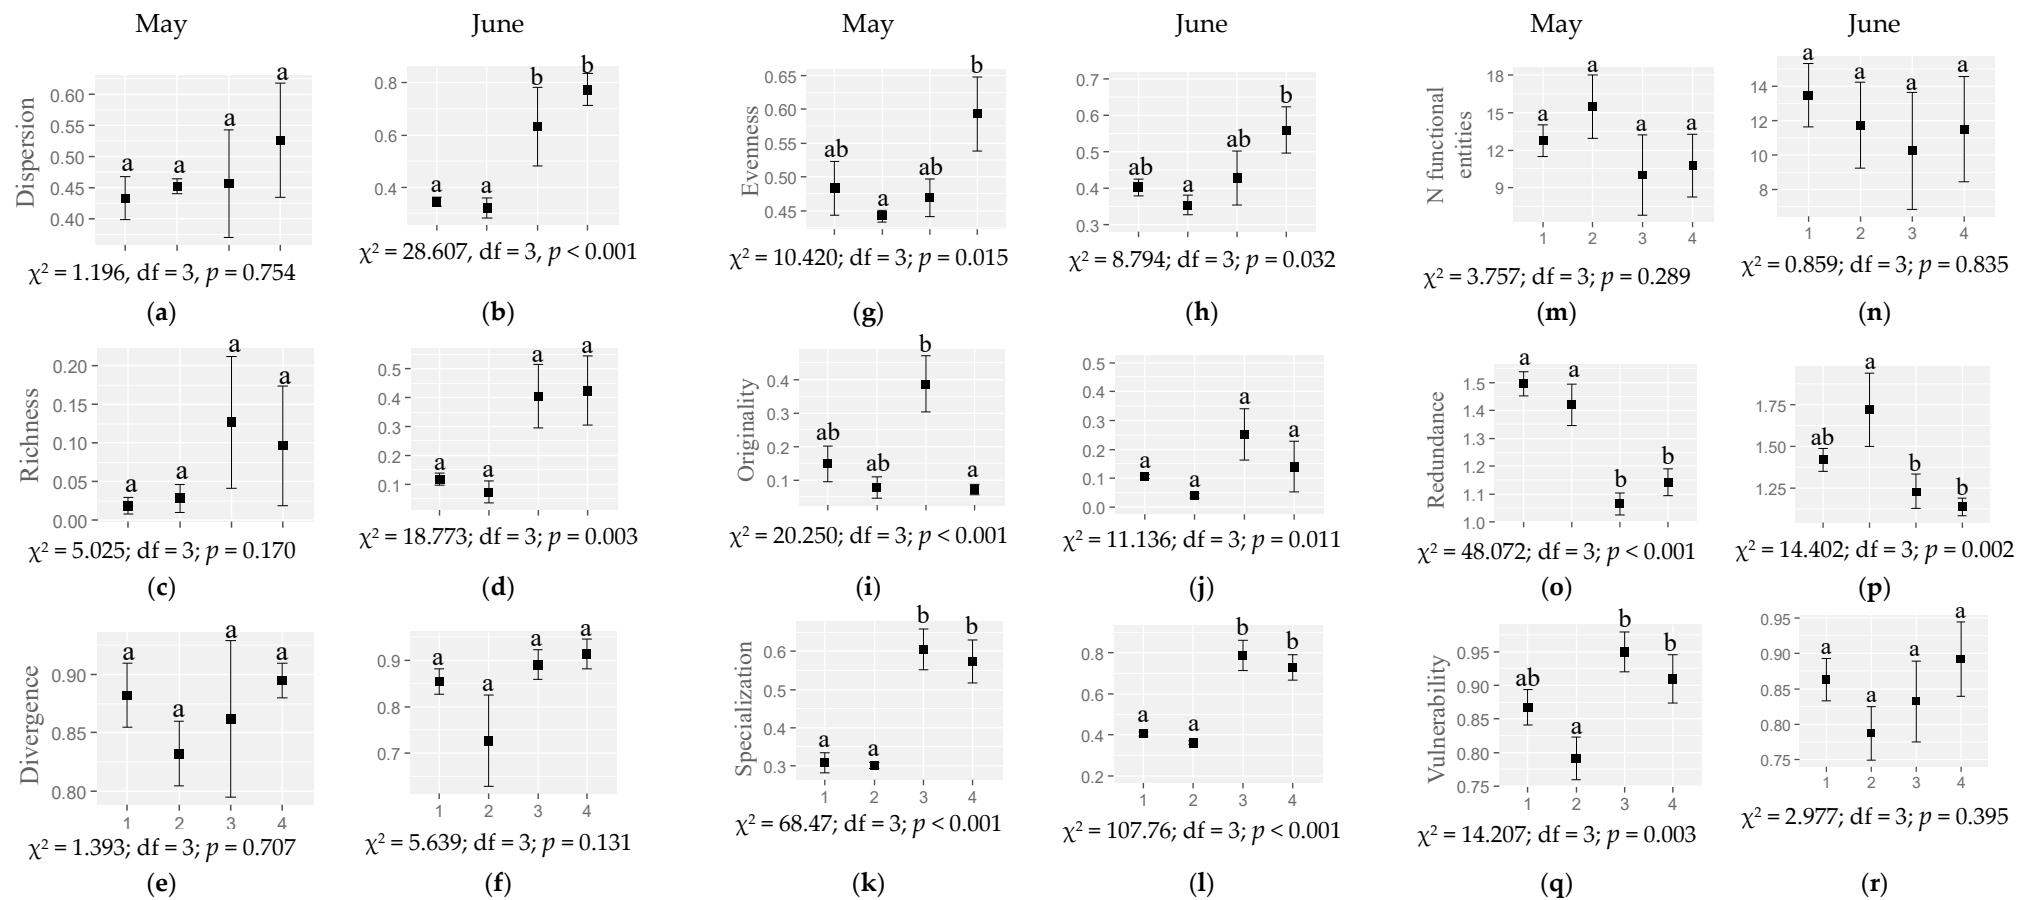 May
June
May
June
May
June
Dispersion
0.60
0.55
0.50
0.45
0.40
a
a
a
a
χ² = 1.196, df = 3, p = 0.754
(a)
0.8
0.6
0.4
a
a
b
b
χ² = 28.607, df = 3, p < 0.001
(b)
Evenness
0.65
0.60
0.55
0.50
0.45
ab
a
ab
b
χ² = 10.420; df = 3; p = 0.015
(g)
0.7
0.6
0.5
0.4
0.3
ab
a
ab
b
χ² = 8.794; df = 3; p = 0.032
(h)
N functional
entities
18
15
12
9
a
a
a
a
1 2 3 4
χ² = 3.757; df = 3; p = 0.289
(m)
14
12
10
8
a
a
a
a
1 2 3 4
χ² = 0.859; df = 3; p = 0.835
(n)
Richness
0.20
0.15
0.10
0.05
0.00
a
a
a
a
χ² = 5.025; df = 3; p = 0.170
(c)
0.5
0.4
0.3
0.2
0.1
a
a
a
a
χ² = 18.773; df = 3; p = 0.003
(d)
Originality
0.4
0.3
0.2
0.1
ab
ab
b
a
χ² = 20.250; df = 3; p < 0.001
(i)
0.5
0.4
0.3
0.2
0.1
0.0
a
a
a
a
χ² = 11.136; df = 3; p = 0.011
(j)
Redundance
1.5
1.4
1.3
1.2
1.1
1.0
a
a
b
b
χ² = 48.072; df = 3; p < 0.001
(o)
1.75
1.50
1.25
ab
a
b
b
χ² = 14.402; df = 3; p = 0.002
(p)
Divergence
0.90
0.85
0.80
a
a
a
a
1 2 3 4
χ² = 1.393; df = 3; p = 0.707
(e)
0.9
0.8
0.7
a
a
a
a
1 2 3 4
χ² = 5.639; df = 3; p = 0.131
(f)
Specialization
0.6
0.5
0.4
0.3
a
a
b
b
1 2 3 4
χ² = 68.47; df = 3; p < 0.001
(k)
0.8
0.6
0.4
0.2
a
a
b
b
1 2 3 4
χ² = 107.76; df = 3; p < 0.001
(l)
Vulnerability
0.95
0.90
0.85
0.80
0.75
ab
a
b
b
1 2 3 4
χ² = 14.207; df = 3; p = 0.003
(q)
0.95
0.90
0.85
0.80
0.75
a
a
a
a
1 2 3 4
χ² = 2.977; df = 3; p = 0.395
(r)